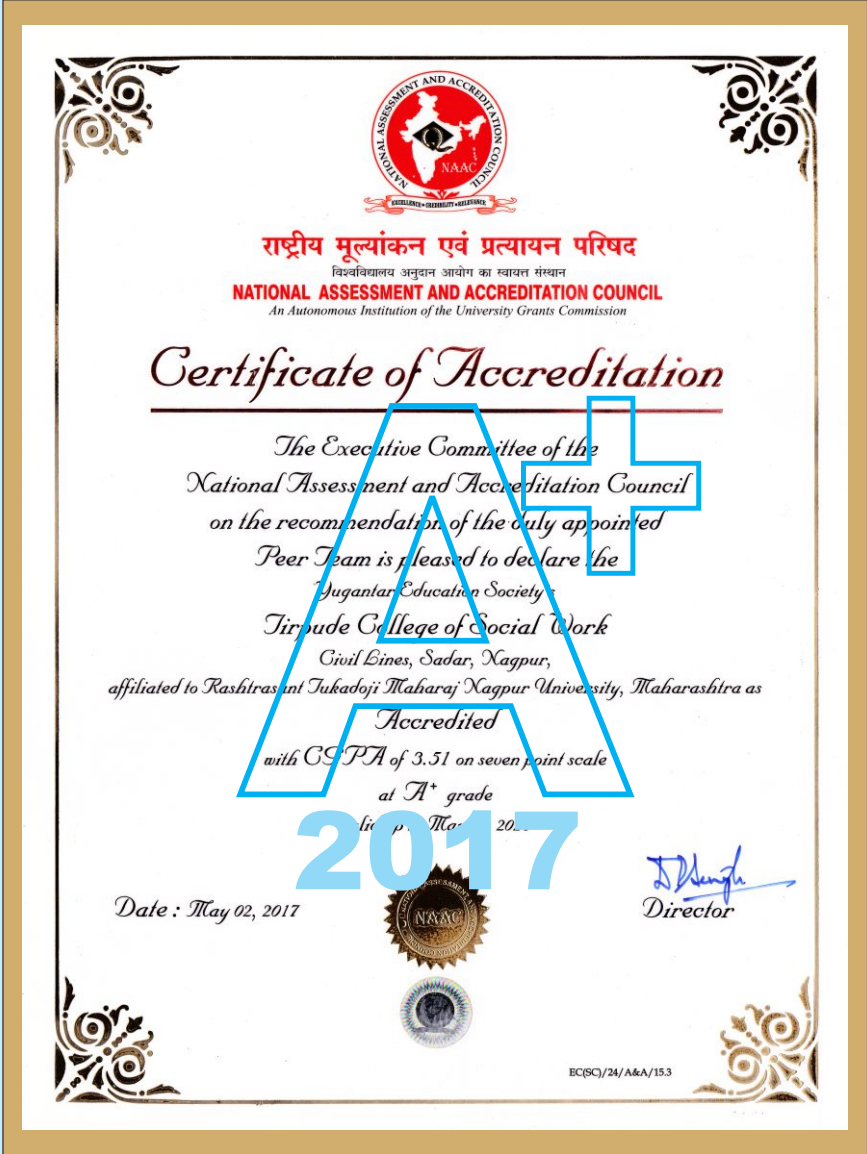 NATIONAL ASSESSMENT AND ACCREDITATION COUNCIL
NAAC
EXCELLENCE • CREDIBILITY • RELEVANCE
राष्ट्रीय मूल्यांकन एवं प्रत्यायन परिषद
विश्वविद्यालय अनुदान आयोग का स्वायत्त संस्थान
NATIONAL ASSESSMENT AND ACCREDITATION COUNCIL
An Autonomous Institution of the University Grants Commission
Certificate of Accreditation
The Executive Committee of the
National Assessment and Accreditation Council
on the recommendation of the duly appointed
Peer Team is pleased to declare the
Yugantar Education Society's
Tirpude College of Social Work
Civil Lines, Sadar, Nagpur,
affiliated to Rashtrasant Tukadoji Maharaj Nagpur University, Maharashtra as
Accredited
with CGPA of 3.51 on seven point scale
at A+ grade
A+
2017
Date : May 02, 2017
NAAC
Director
EC(SC)/24/A&A/15.3